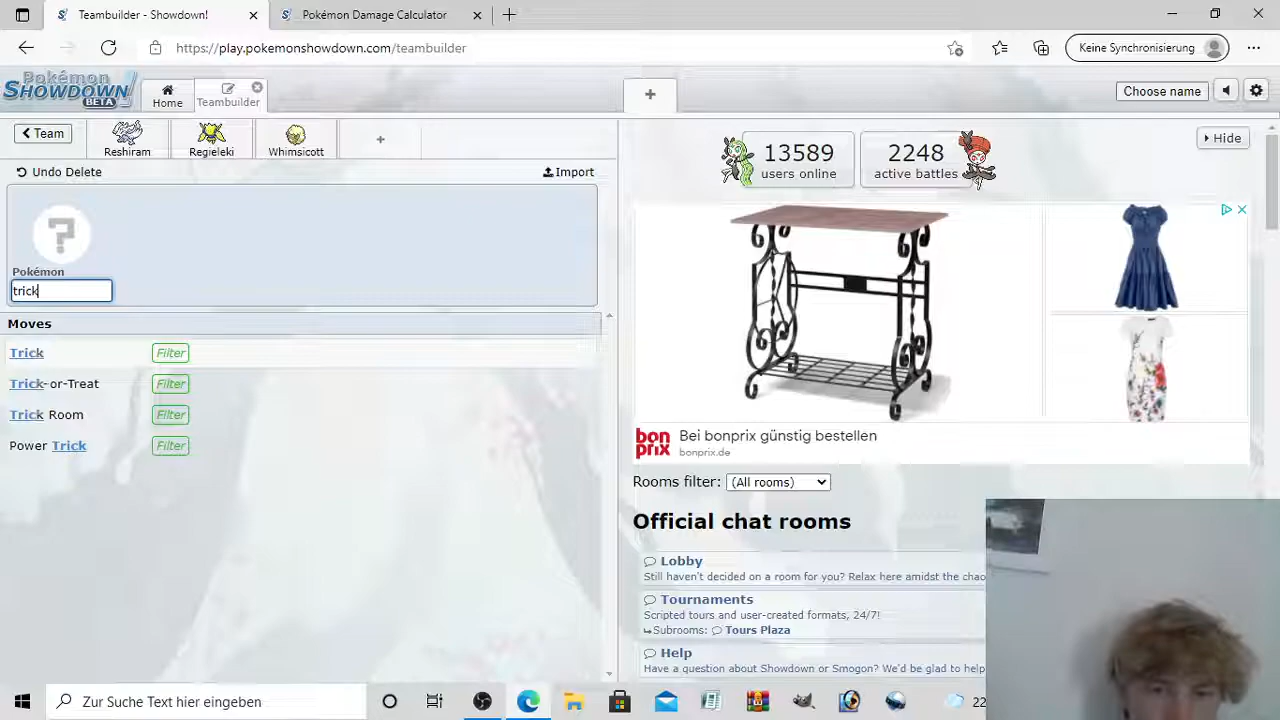 Teambuilder - Showdown!
Pokémon Damage Calculator
https://play.pokemonshowdown.com/teambuilder
Keine Synchronisierung
Pokémon
SHOWDOWN
BETA
Home
Teambuilder
Choose name
Team
Reshiram
Regieleki
Whimsicott
+
13589
users online
2248
active battles
Hide
Undo Delete
Import
?
Pokémon
trick
Moves
Trick
Filter
Trick-or-Treat
Filter
Trick Room
Filter
Power Trick
Filter
bon prix
Bei bonprix günstig bestellen
bonprix.de
Rooms filter:
(All rooms)
Official chat rooms
Lobby
Still haven't decided on a room for you? Relax here amidst the chao
Tournaments
Scripted tours and user-created formats, 24/7!
Subrooms: Tours Plaza
Help
Have a question about Showdown or Smogon? We'd be glad to help
Zur Suche Text hier eingeben
22